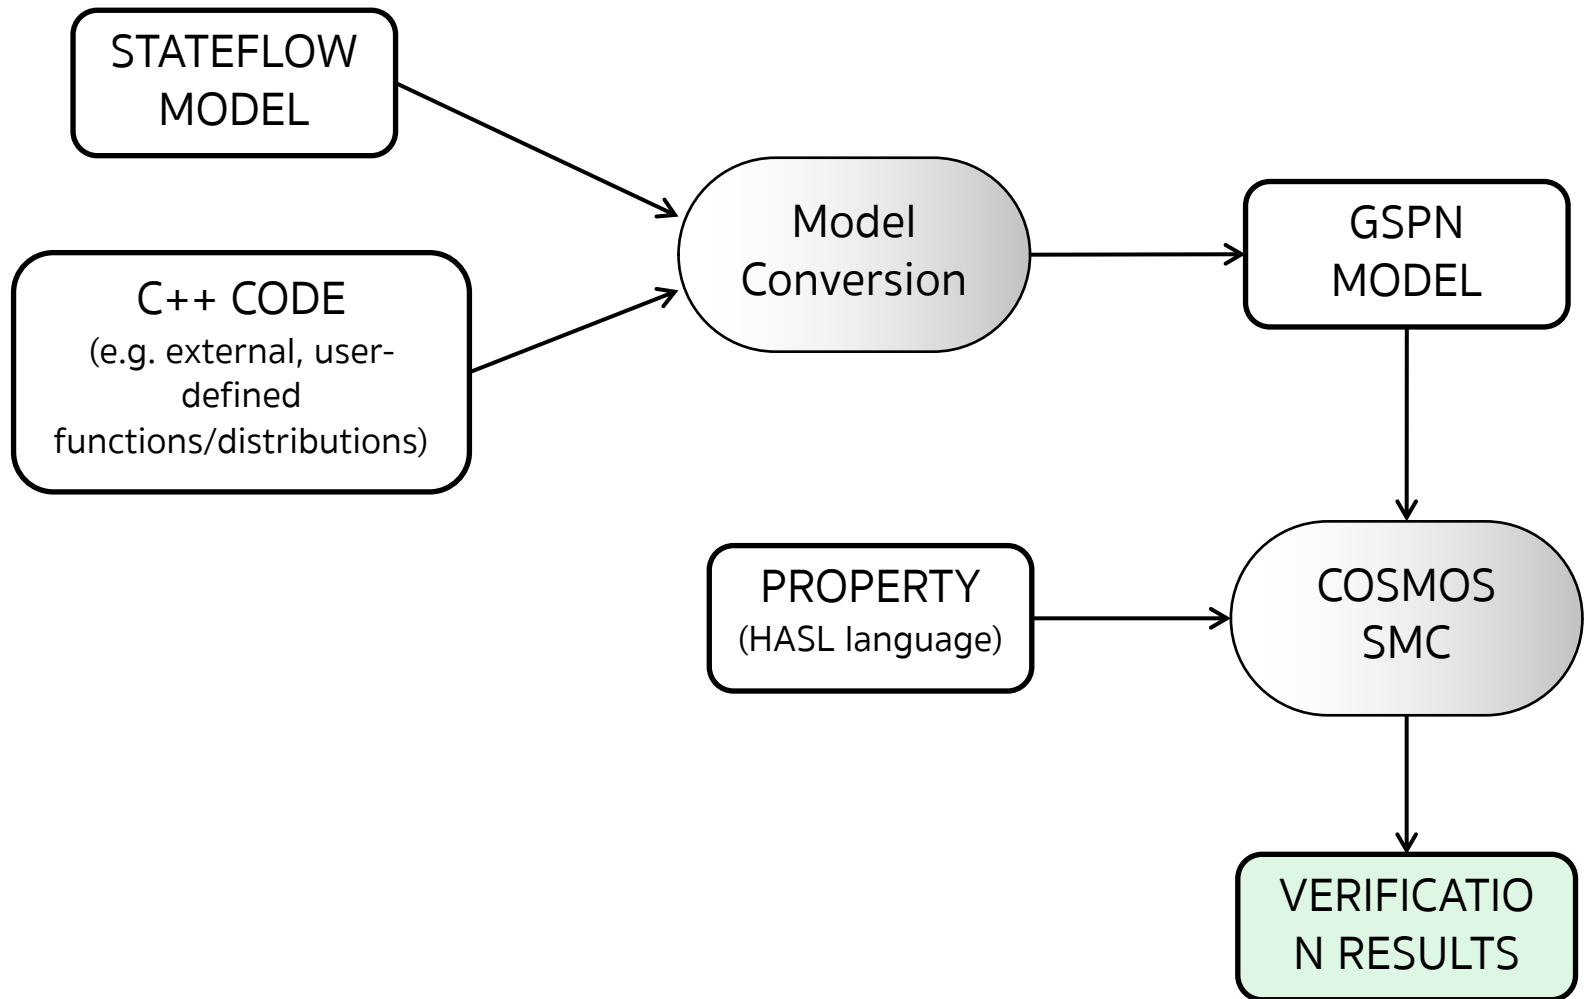 STATEFLOW
MODEL
C++ CODE
(e.g. external, user-
defined
functions/distributions)
Model
Conversion
GSPN
MODEL
PROPERTY
(HASL language)
COSMOS
SMC
VERIFICATIO
N RESULTS